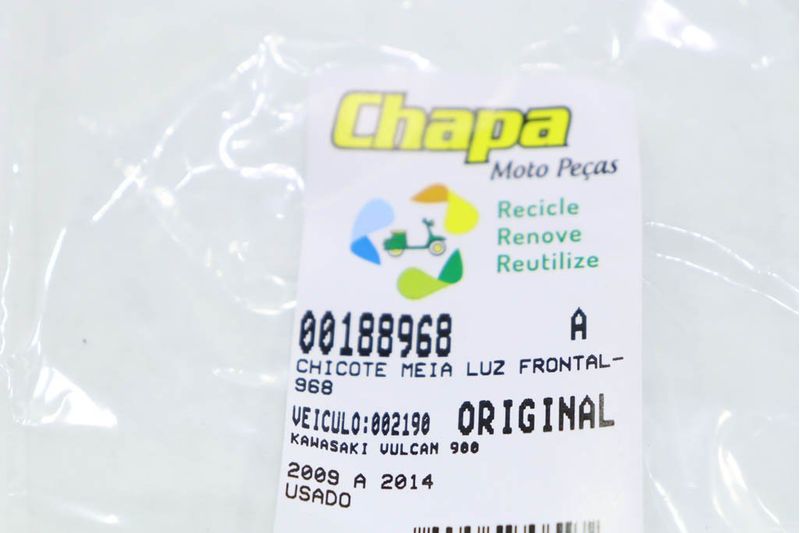 Chapa
Moto Peças
Recicle
Renove
Reutilize
00188968 A
CHICOTE MEIA LUZ FRONTAL-
968
VEICULO:002190 ORIGINAL
KAWASAKI VULCAN 900
2009 A 2014
USADO